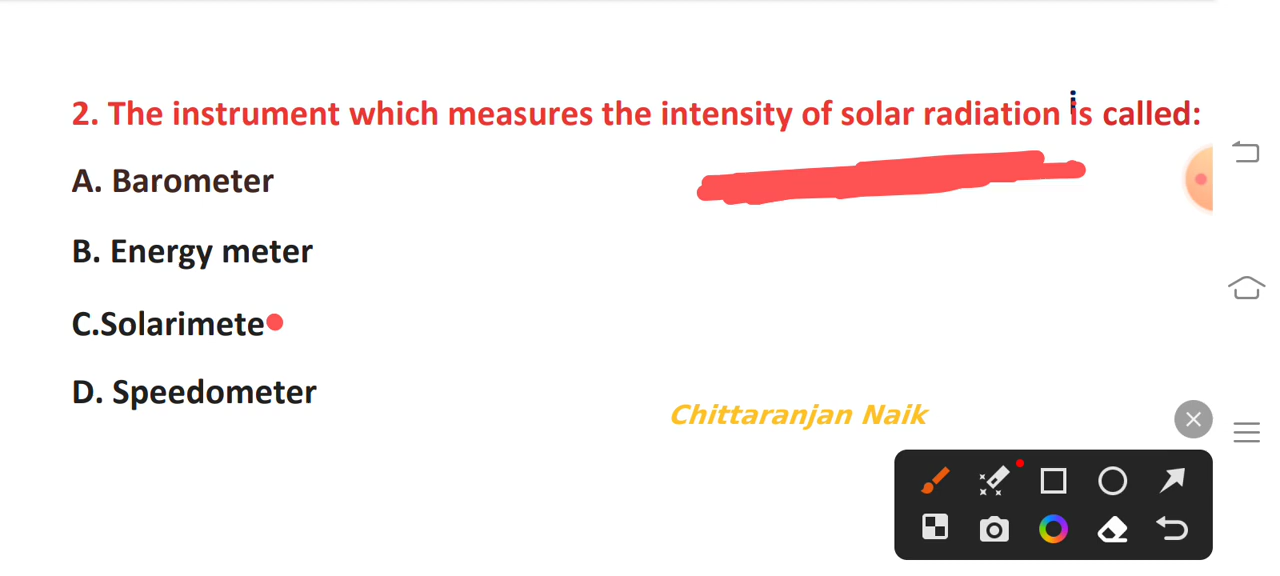 2. The instrument which measures the intensity of solar radiation is called:
A. Barometer
B. Energy meter
C.Solarimete
D. Speedometer
Chittaranjan Naik